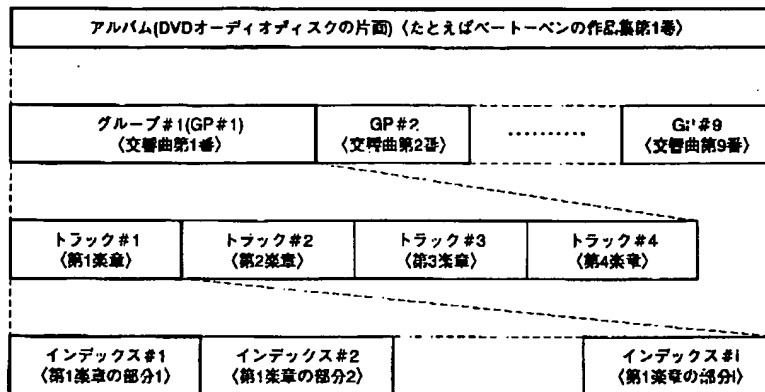 アルバム(DVDオーディオディスクの片面)〈たとえばベートーベンの作品集第1巻〉
グループ#1(GP#1)
〈交響曲第1番〉
GP#2
〈交響曲第2番〉
..........
GP#9
〈交響曲第9番〉
トラック#1
〈第1楽章〉
トラック#2
〈第2楽章〉
トラック#3
〈第3楽章〉
トラック#4
〈第4楽章〉
インデックス#1
〈第1楽章の部分1〉
インデックス#2
〈第1楽章の部分2〉
インデックス#i
〈第1楽章の部分i〉